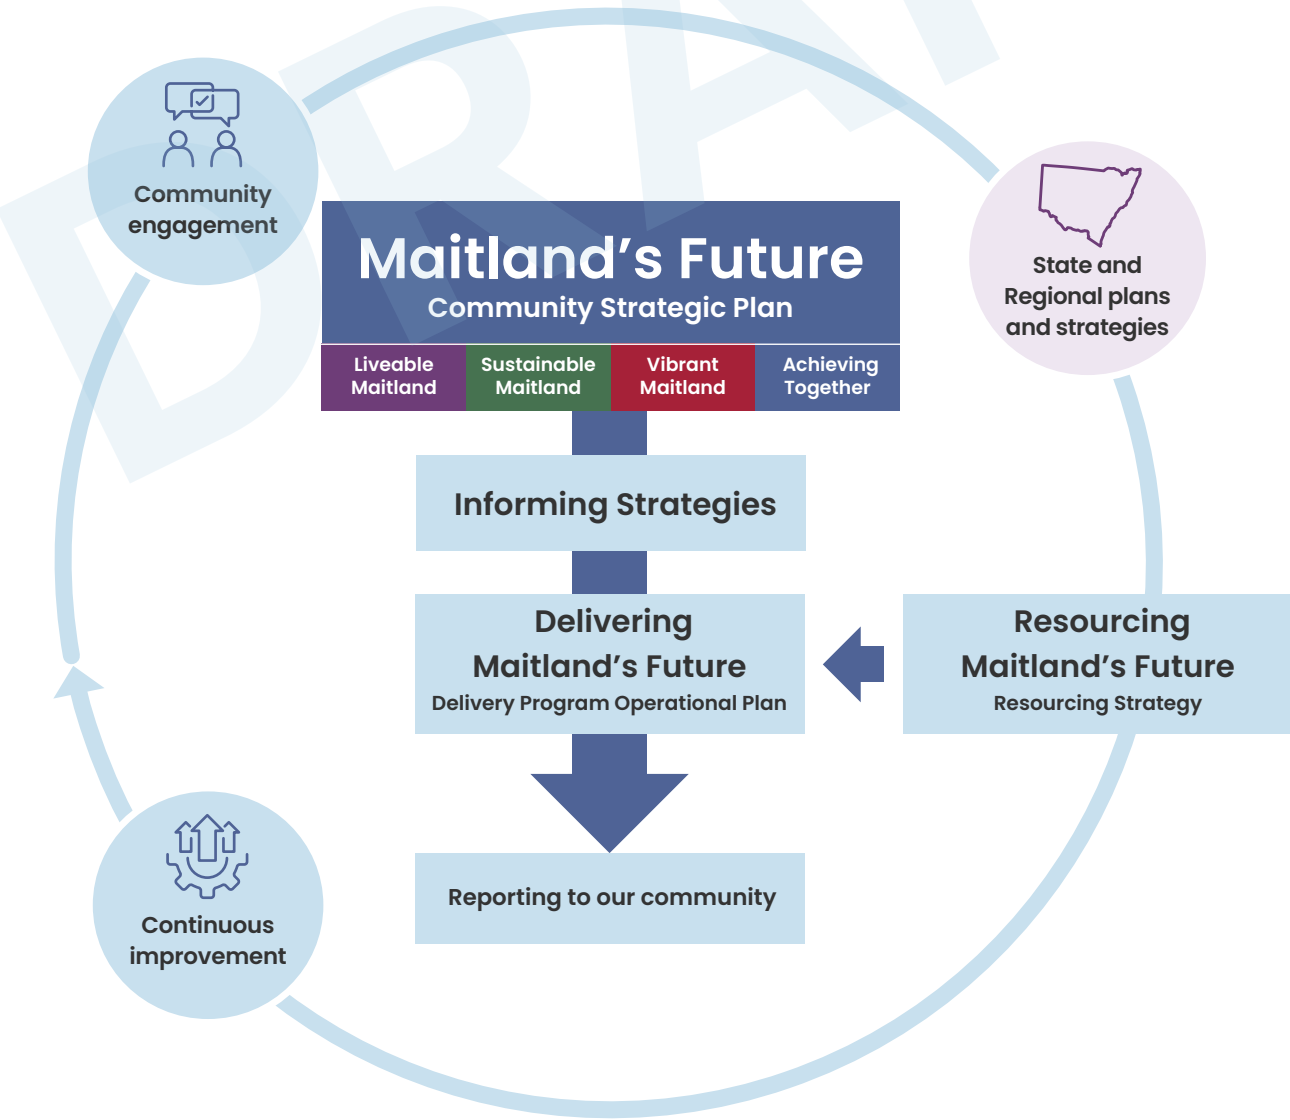 DRA
Community
engagement
Maitland’s Future
Community Strategic Plan
State and
Regional plans
and strategies
Liveable
Maitland
Sustainable
Maitland
Vibrant
Maitland
Achieving
Together
Informing Strategies
Delivering
Maitland’s Future
Delivery Program Operational Plan
Resourcing
Maitland’s Future
Resourcing Strategy
Reporting to our community
Continuous
improvement